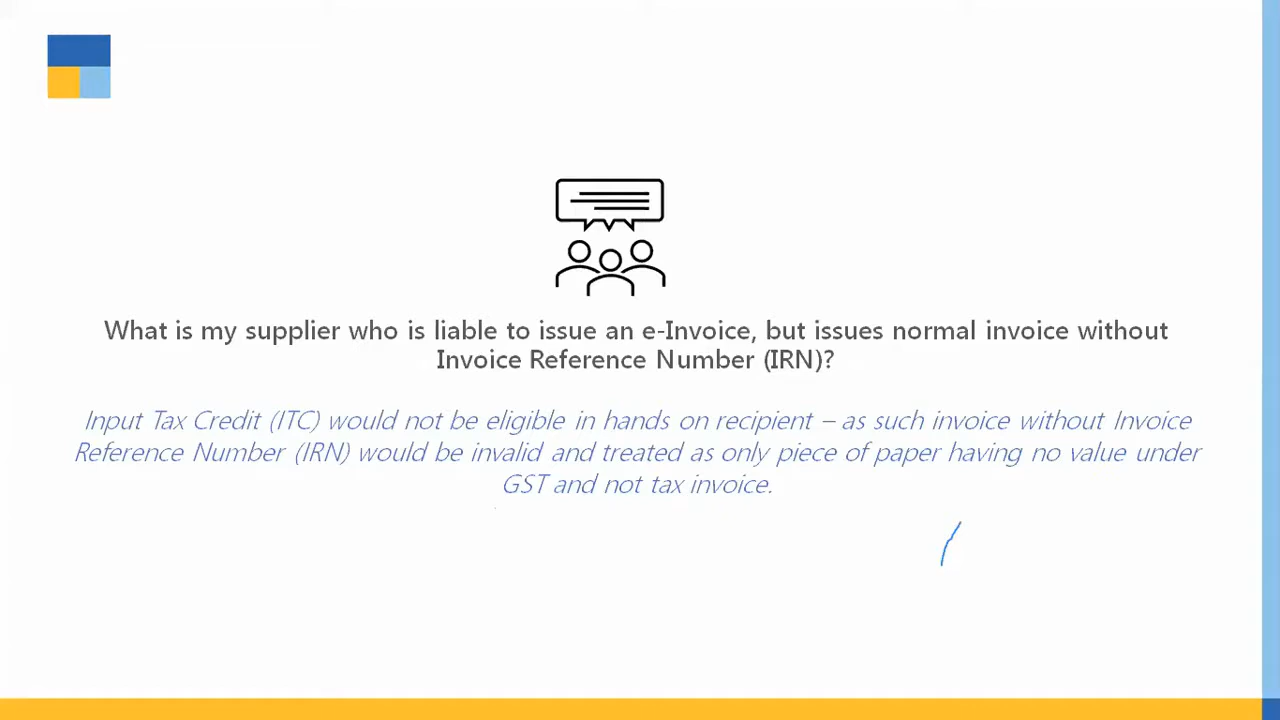 What is my supplier who is liable to issue an e-Invoice, but issues normal invoice without
Invoice Reference Number (IRN)?
Input Tax Credit (ITC) would not be eligible in hands on recipient – as such invoice without Invoice
Reference Number (IRN) would be invalid and treated as only piece of paper having no value under
GST and not tax invoice.